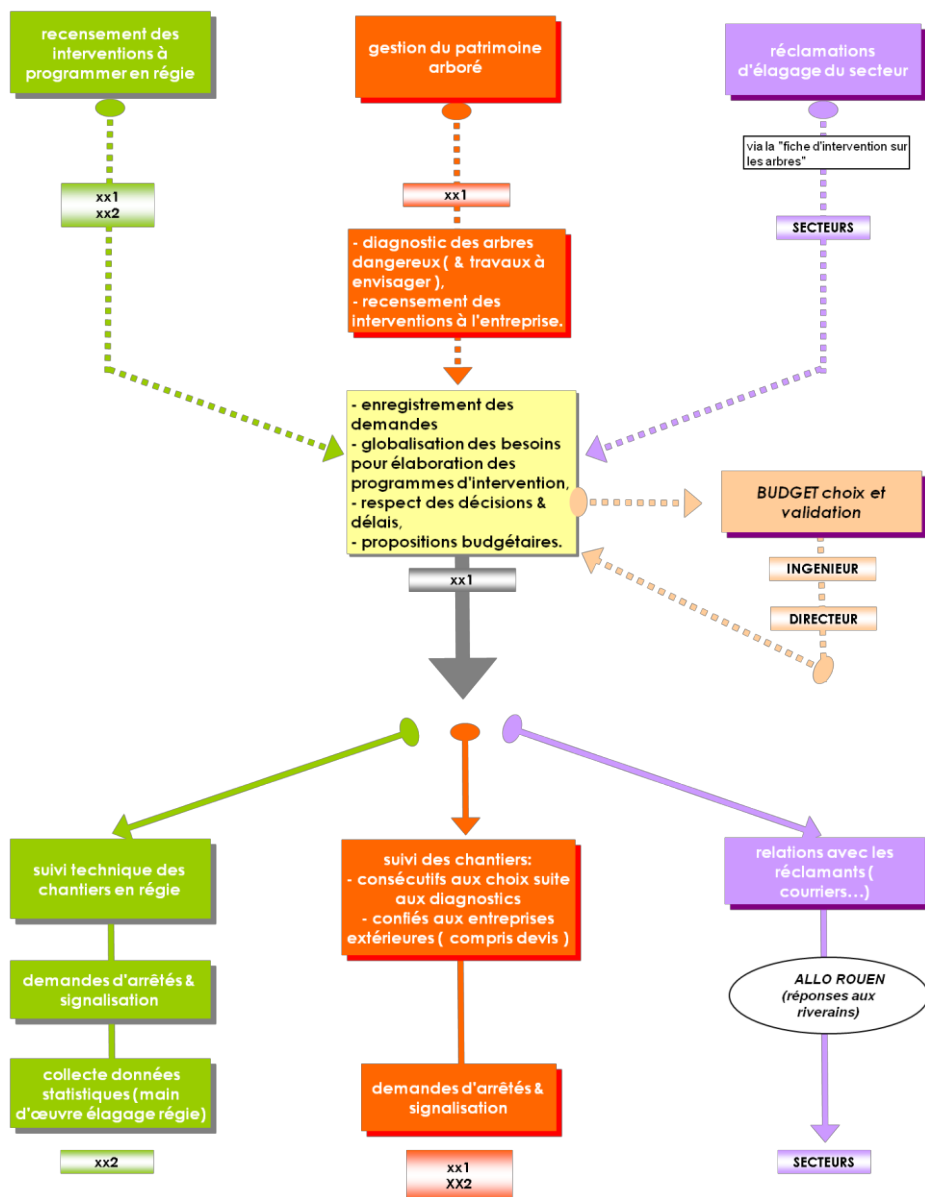 recensement des
interventions à
programmer en régie
gestion du patrimoine
arboré
réclamations
d'élagage du secteur
via la "fiche d'intervention sur
les arbres"
xx1
xx2
xx1
SECTEURS
- diagnostic des arbres
dangereux ( & travaux à
envisager ),
- recensement des
interventions à l'entreprise.
- enregistrement des
demandes
- globalisation des besoins
pour élaboration des
programmes d'intervention,
- respect des décisions &
délais,
- propositions budgétaires.
BUDGET choix et
validation
INGENIEUR
DIRECTEUR
xx1
suivi technique des
chantiers en régie
suivi des chantiers:
- consécutifs aux choix suite
aux diagnostics
- confiés aux entreprises
extérieures ( compris devis )
relations avec les
réclamants (
courriers...)
demandes d'arrêtés &
signalisation
ALLO ROUEN
(réponses aux
riverains)
collecte données
statistiques (main
d'œuvre élagage régie)
demandes d'arrêtés &
signalisation
xx2
xx1
XX2
SECTEURS